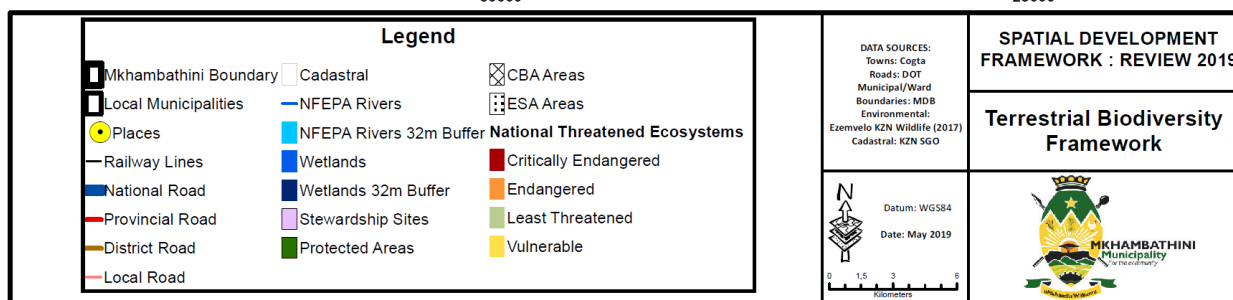 Legend
Mkhambathini Boundary
Local Municipalities
Places
Railway Lines
National Road
Provincial Road
District Road
Local Road
Cadastral
NFEPA Rivers
NFEPA Rivers 32m Buffer
Wetlands
Wetlands 32m Buffer
Stewardship Sites
Protected Areas
CBA Areas
ESA Areas
National Threatened Ecosystems
Critically Endangered
Endangered
Least Threatened
Vulnerable
DATA SOURCES:
Towns: Cogta
Roads: DOT
Municipal/Ward
Boundaries: MDB
Environmental:
Ezemvelo KZN Wildlife (2017)
Cadastral: KZN SGO
N
Datum: WGS84
Date: May 2019
0 1,5 3 6
Kilometers
SPATIAL DEVELOPMENT
FRAMEWORK : REVIEW 2019
Terrestrial Biodiversity
Framework
MKHAMBATHINI
Municipality
For the community